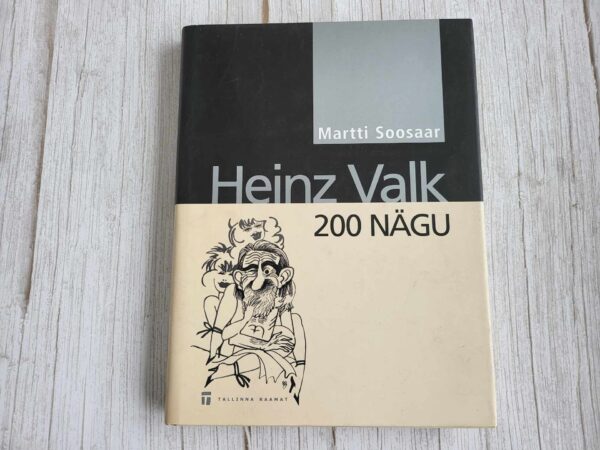 Martti Soosaar
Heinz Valk
200 NÄGU
TALLINNA RAAMAT